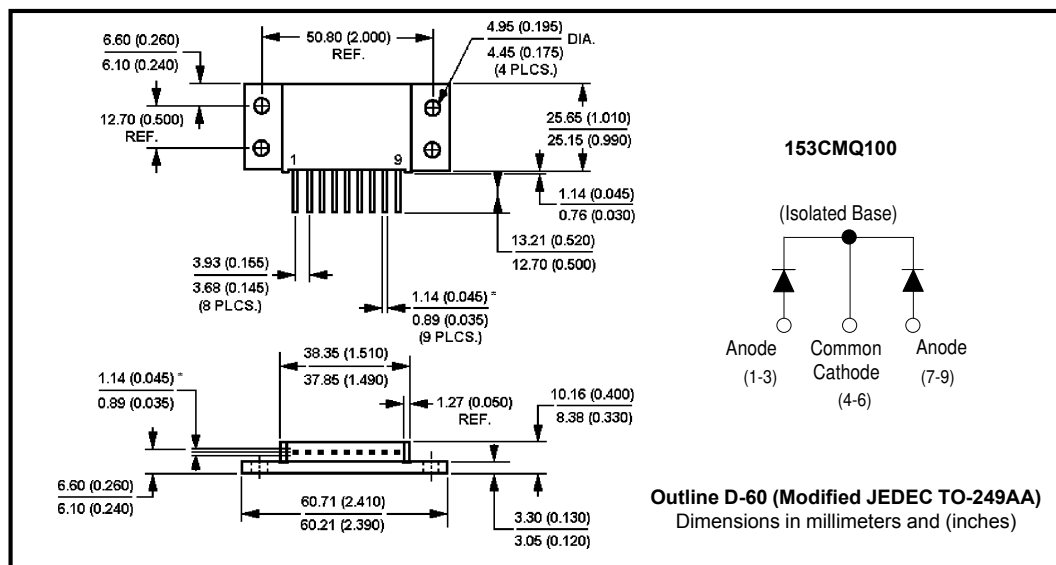 6.60 (0.260)
6.10 (0.240)
50.80 (2.000)
REF.
4.95 (0.195)
4.45 (0.175)
DIA.
(4 PLCS.)
12.70 (0.500)
REF.
25.65 (1.010)
25.15 (0.990)
1 9
1.14 (0.045)
0.76 (0.030)
13.21 (0.520)
12.70 (0.500)
3.93 (0.155)
3.68 (0.145)
(8 PLCS.)
1.14 (0.045) *
0.89 (0.035)
(9 PLCS.)
38.35 (1.510)
37.85 (1.490)
1.14 (0.045) *
0.89 (0.035)
1.27 (0.050)
REF.
10.16 (0.400)
8.38 (0.330)
6.60 (0.260)
6.10 (0.240)
60.71 (2.410)
60.21 (2.390)
3.30 (0.130)
3.05 (0.120)
153CMQ100
(Isolated Base)
Anode
(1-3)
Common
Cathode
(4-6)
Anode
(7-9)
Outline D-60 (Modified JEDEC TO-249AA)
Dimensions in millimeters and (inches)